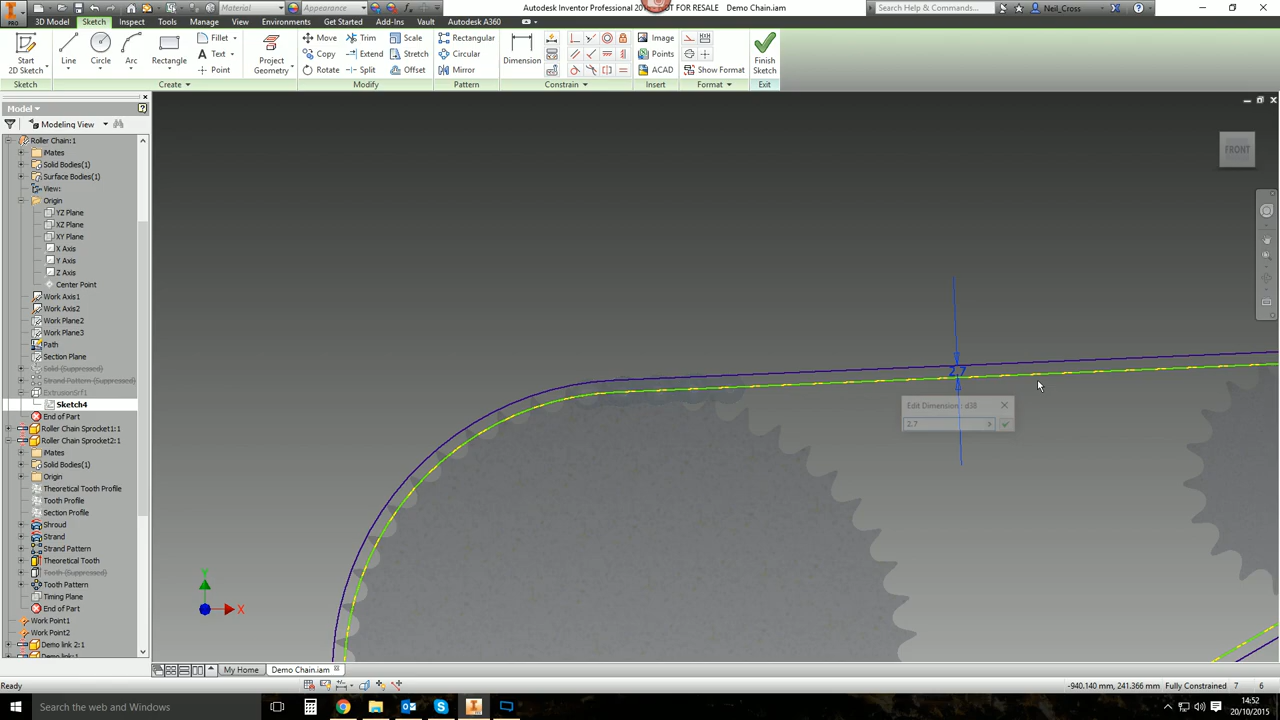 Material
Appearance
Autodesk Inventor Professional 20
T FOR RESALE
Demo Chain.iam
Search Help & Commands...
Neil_Cross
PRO
3D Model
Sketch
Inspect
Tools
Manage
View
Environments
Get Started
Add-Ins
Vault
Autodesk A360
Start
2D Sketch
Line
Circle
Arc
Rectangle
Fillet
Text
Point
Project
Geometry
Move
Copy
Rotate
Trim
Extend
Split
Scale
Stretch
Offset
Rectangular
Circular
Mirror
Dimension
Image
Points
ACAD
Show Format
Finish
Sketch
Sketch
Create
Modify
Pattern
Constrain
Insert
Format
Exit
Model
Modeling View
Roller Chain:1
iMates
Solid Bodies(1)
Surface Bodies(1)
View:
Origin
YZ Plane
XZ Plane
XY Plane
X Axis
Y Axis
Z Axis
Center Point
Work Axis1
Work Axis2
Work Plane2
Work Plane3
Path
Section Plane
Solid (Suppressed)
Strand Pattern (Suppressed)
ExtrusionSrf1
Sketch4
End of Part
Roller Chain Sprocket1:1
Roller Chain Sprocket2:1
iMates
Solid Bodies(1)
Origin
Theoretical Tooth Profile
Tooth Profile
Section Profile
Shroud
Strand
Strand Pattern
Theoretical Tooth
Tooth (Suppressed)
Tooth Pattern
Timing Plane
End of Part
Work Point1
Work Point2
Demo link 2:1
Demo link:1
FRONT
2.7
Edit Dimension : d38
2.7
Y
X
My Home
Demo Chain.iam
Ready
-940.140 mm, 241.366 mm
Fully Constrained
7
6
Search the web and Windows
14:52
20/10/2015